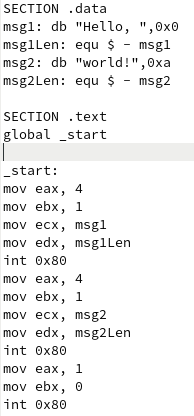 SECTION .data
msg1: db "Hello, ",0x0
msg1Len: equ $ - msg1
msg2: db "world!",0xa
msg2Len: equ $ - msg2
SECTION .text
global _start
_start:
mov eax, 4
mov ebx, 1
mov ecx, msg1
mov edx, msg1Len
int 0x80
mov eax, 4
mov ebx, 1
mov ecx, msg2
mov edx, msg2Len
int 0x80
mov eax, 1
mov ebx, 0
int 0x80